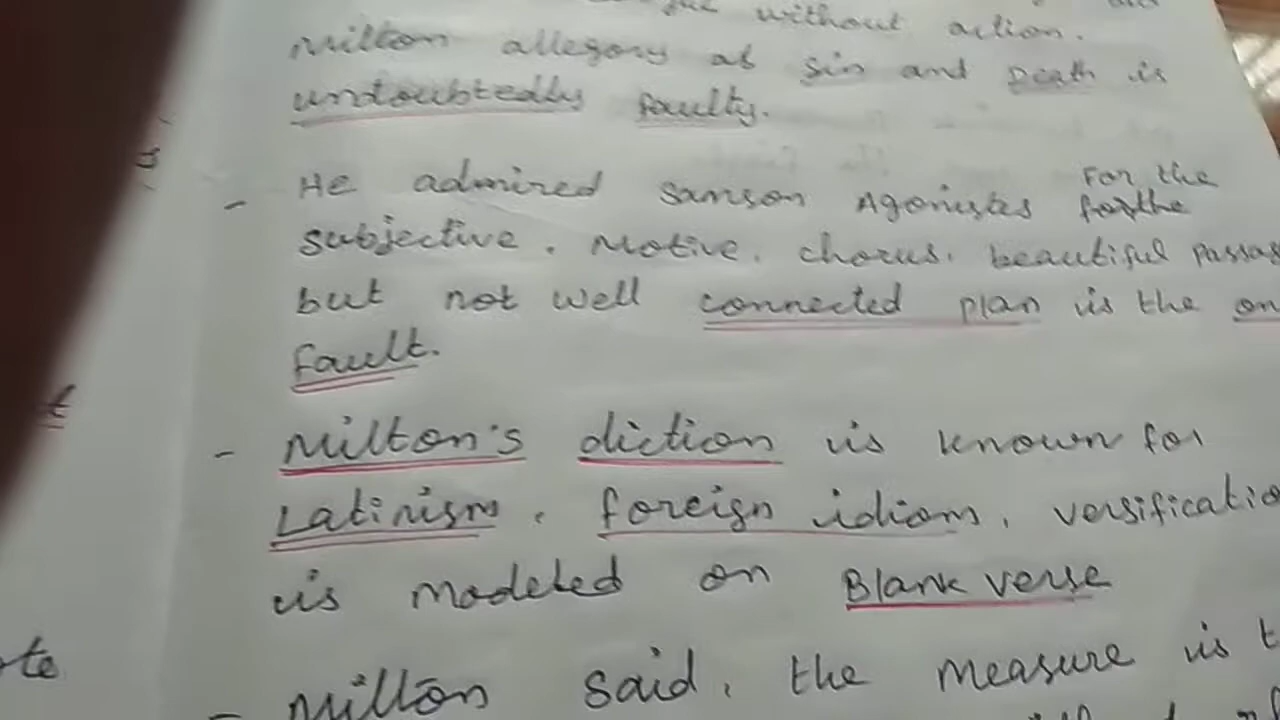 without action.
Milton allegory at Sin and Death is
undoubtedly faulty.
- He admired Samson Agonistes For the
subjective. Motive. chorus. beautiful passag
but not well connected plan is the on
fault.
- Milton's diction is known for
Latinism, foreign idiom, versificatio
is modeled on Blank verse
- Milton said, the measure is t